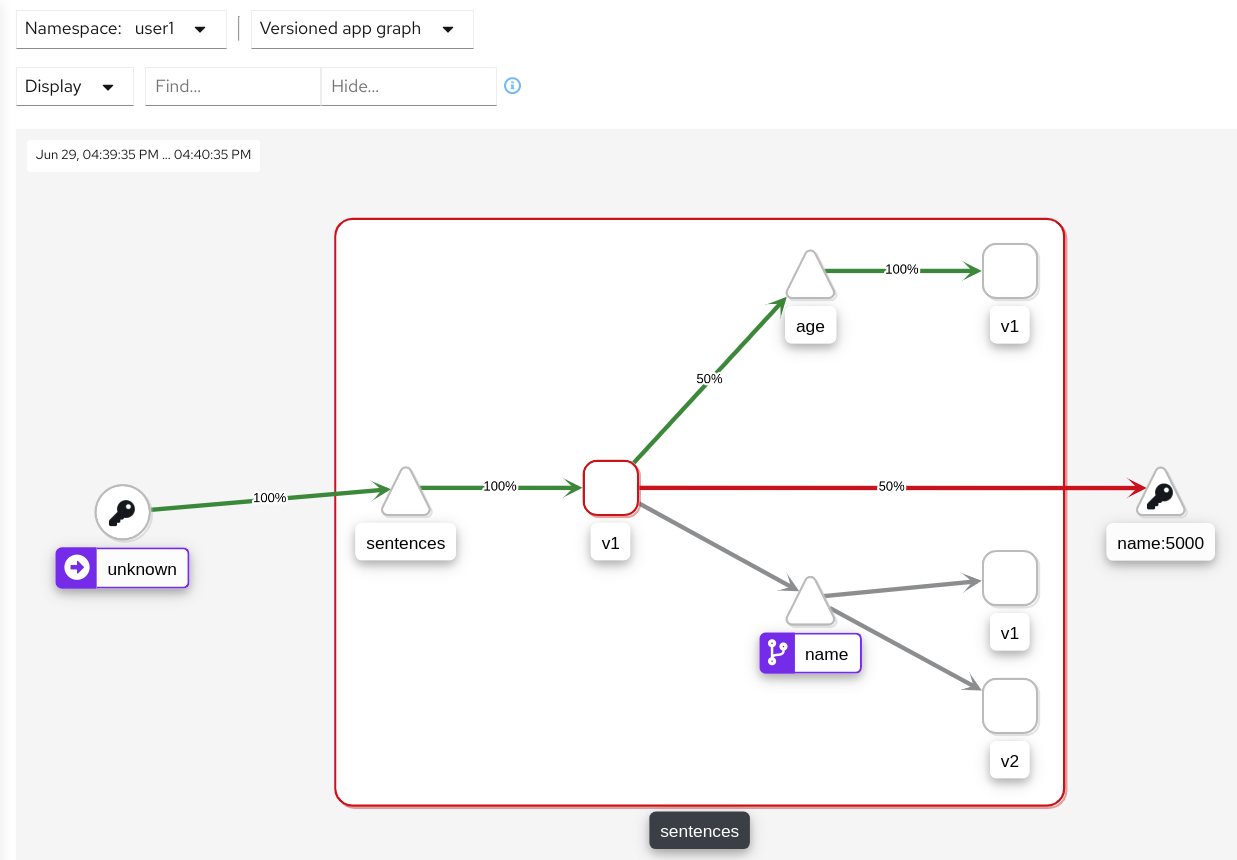 Namespace: user1
Versioned app graph
Display
Find...
Hide...
Jun 29, 04:39:35 PM ... 04:40:35 PM
100%
age
v1
50%
100%
100%
50%
unknown
sentences
v1
name:5000
v1
name
v2
sentences